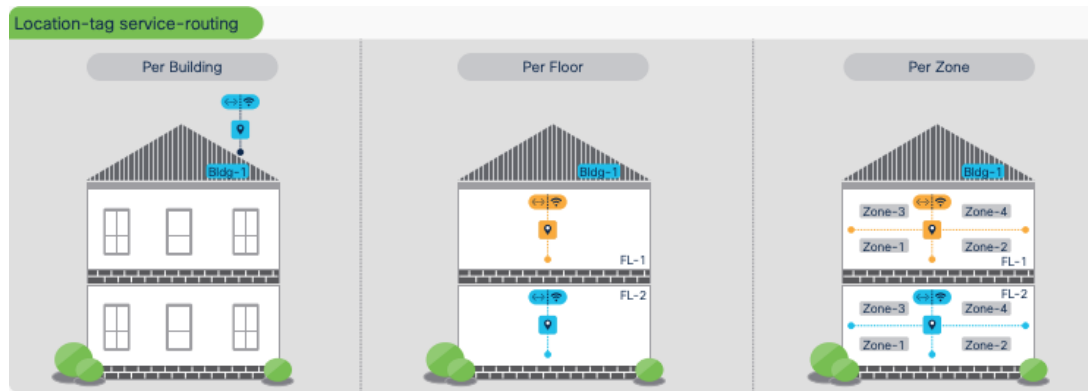 Location-tag service-routing
Per Building
Per Floor
Per Zone
Bldg-1
Bldg-1
FL-1
FL-2
Bldg-1
Zone-3
Zone-4
Zone-1
Zone-2
FL-1
FL-2
Zone-3
Zone-4
Zone-1
Zone-2